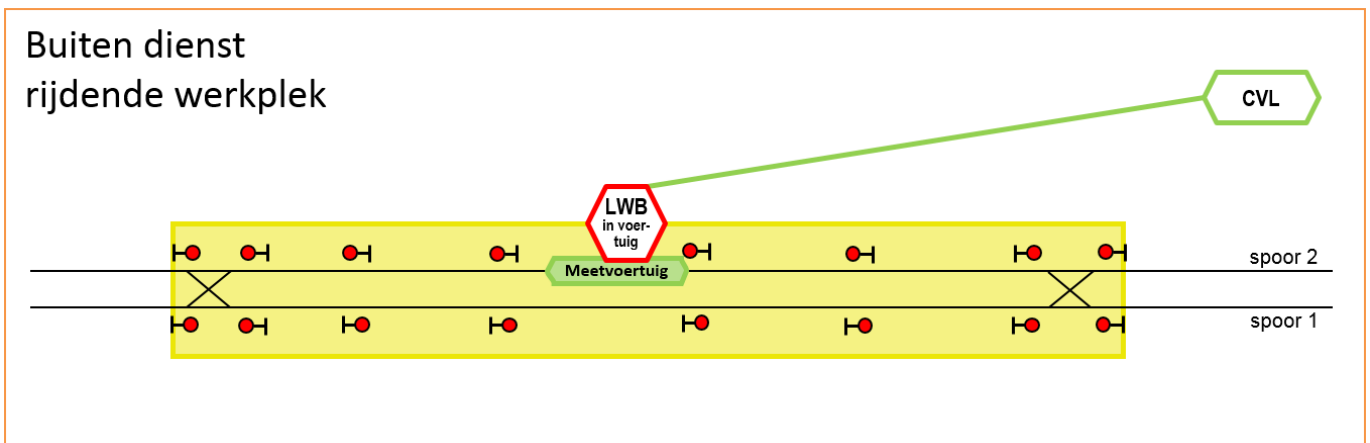 Buiten dienst
rijdende werkplek
CVL
LWB
in voer-
tuig
Meetvoertuig
spoor 2
spoor 1